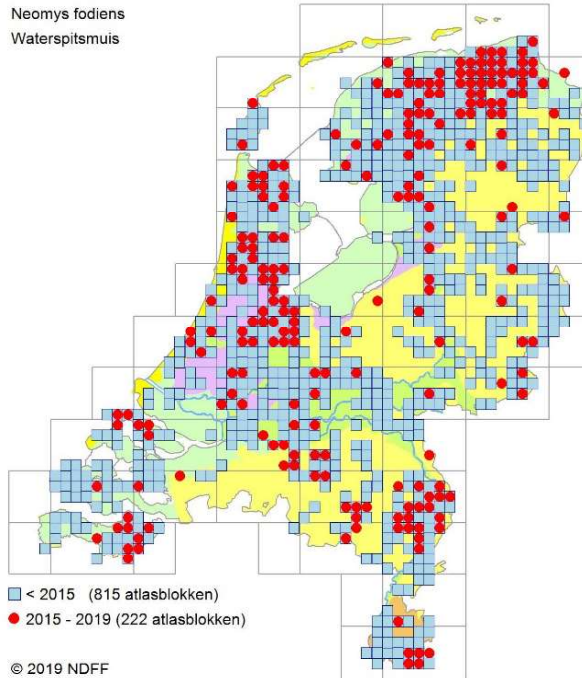 Neomys fodiens
Waterspitsmuis
< 2015 (815 atlasblokken)
2015 - 2019 (222 atlasblokken)
© 2019 NDFF